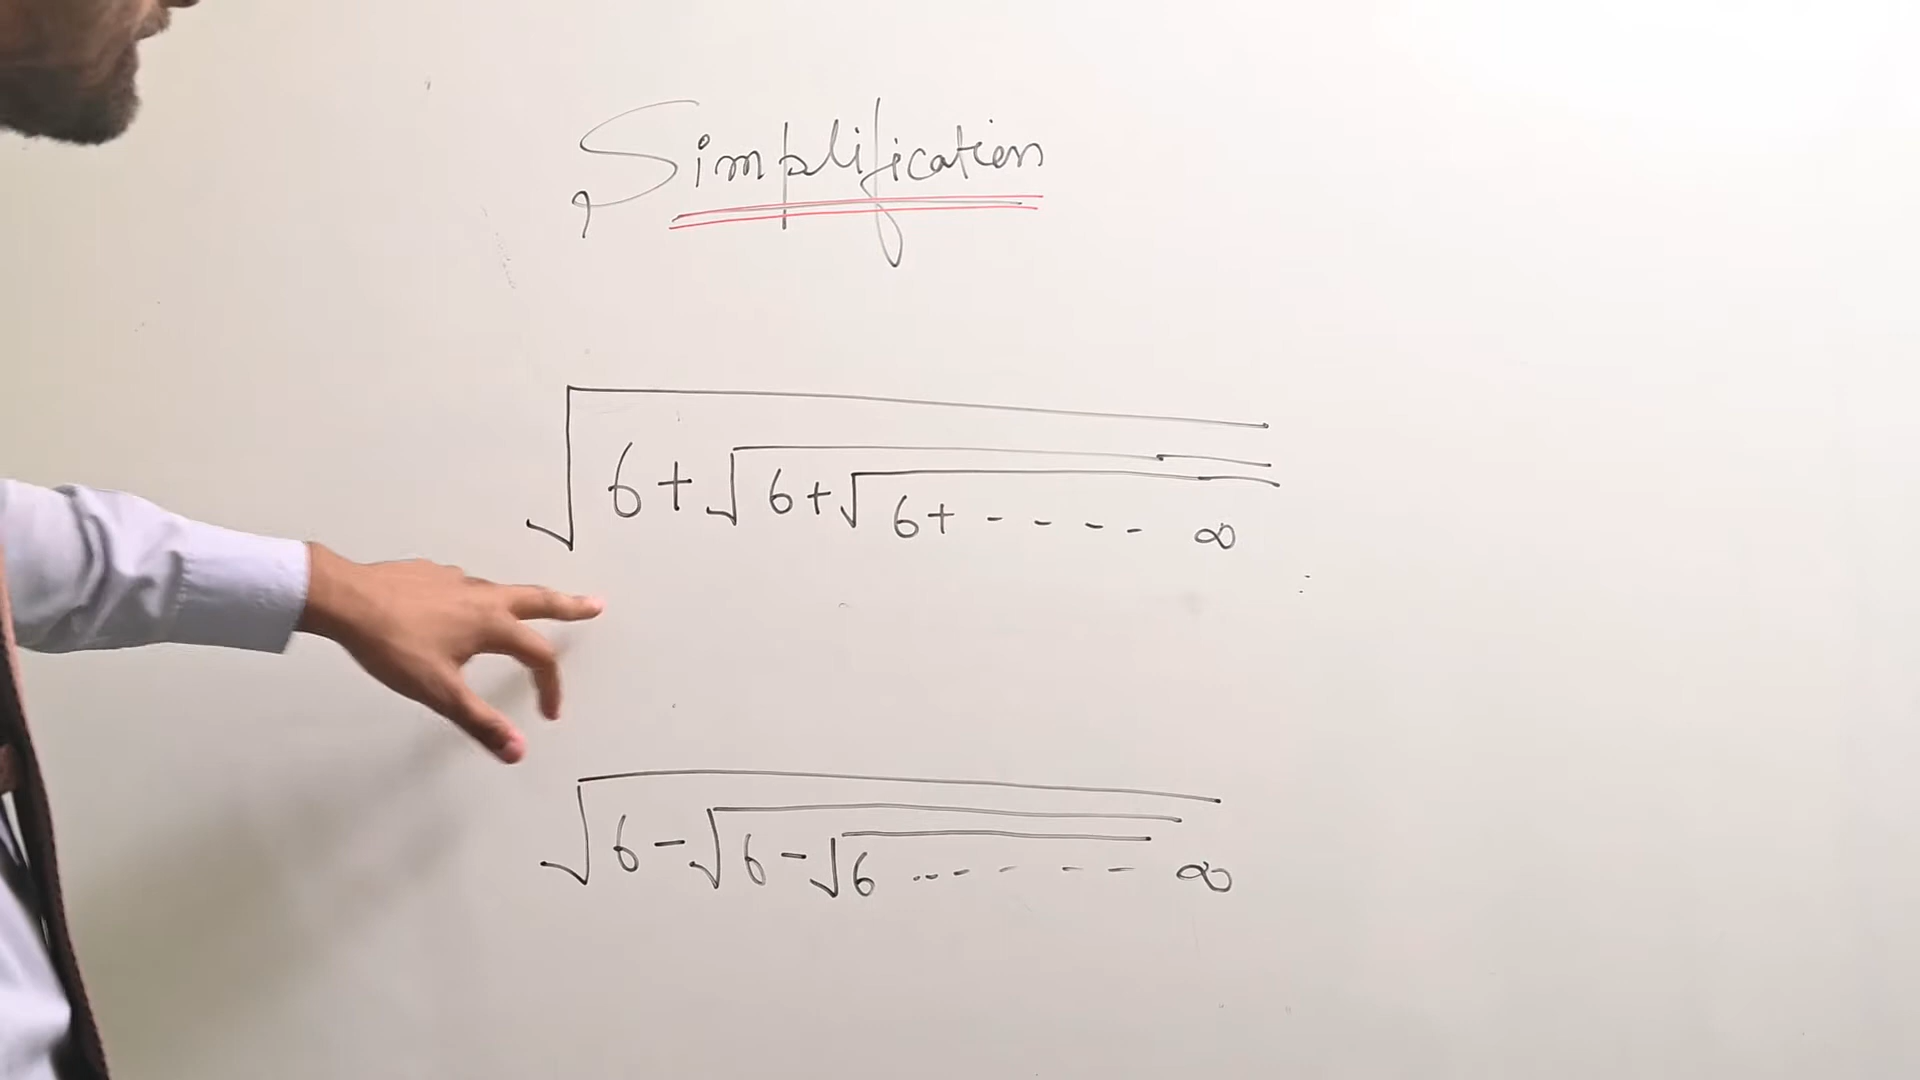 Simplification
√6+√6+√6+ - - - - ∞
√6-√6-√6 ..- - - - - ∞